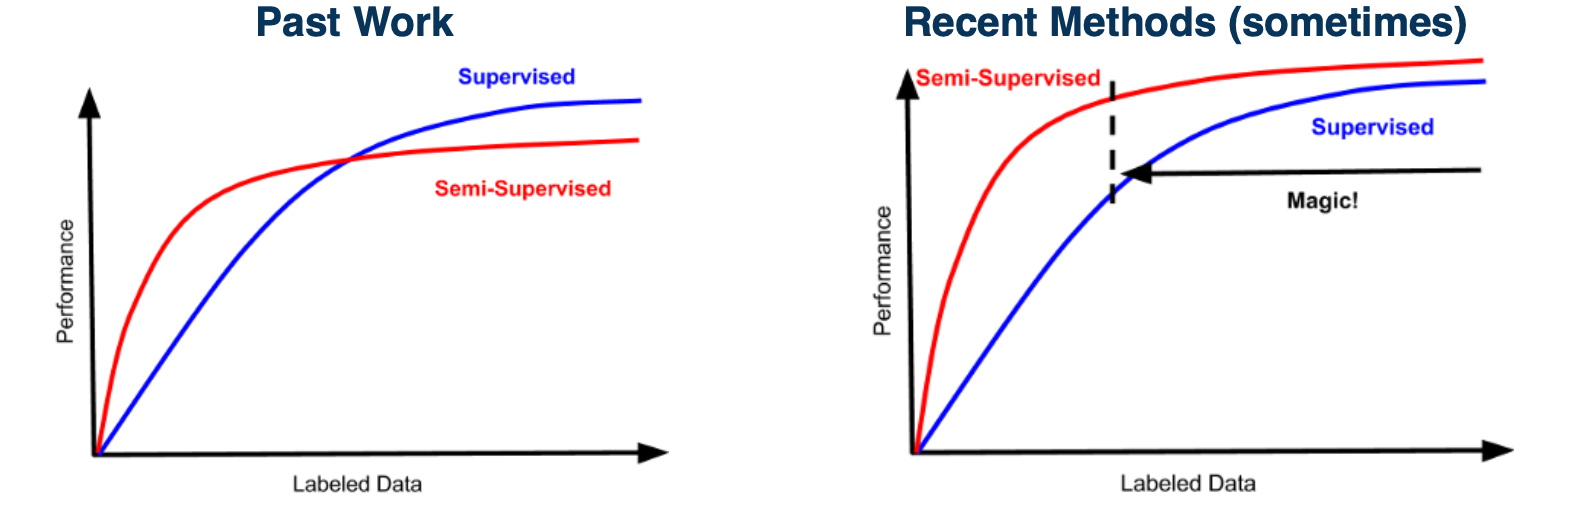 Past Work
Supervised
Semi-Supervised
Performance
Labeled Data
Recent Methods (sometimes)
Semi-Supervised
Supervised
Magic!
Performance
Labeled Data